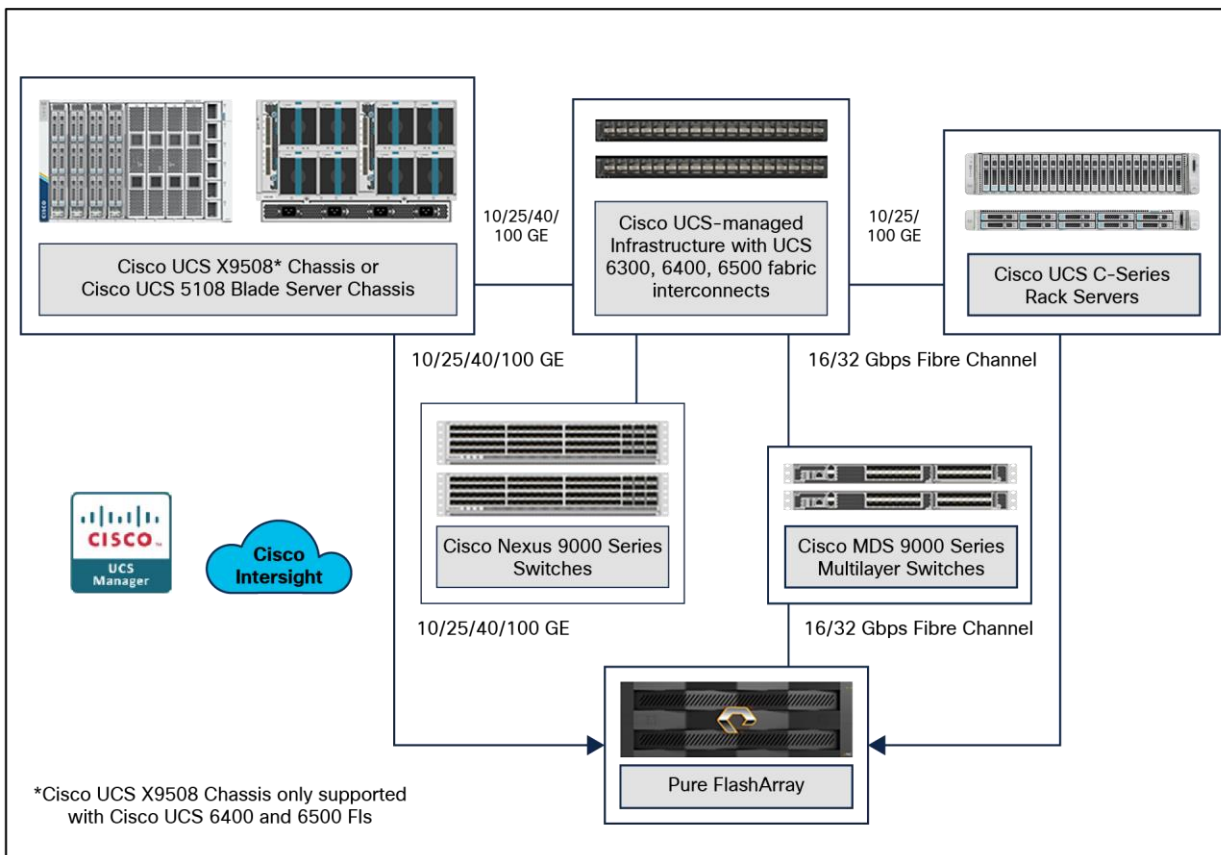 10/25/40/
100 GE
10/25/
100 GE
Cisco UCS X9508* Chassis or
Cisco UCS 5108 Blade Server Chassis
Cisco UCS-managed
Infrastructure with UCS
6300, 6400, 6500 fabric
interconnects
Cisco UCS C-Series
Rack Servers
10/25/40/100 GE
16/32 Gbps Fibre Channel
Cisco Nexus 9000 Series
Switches
Cisco MDS 9000 Series
Multilayer Switches
CISCO
UCS
Manager
Cisco
Intersight
10/25/40/100 GE
16/32 Gbps Fibre Channel
Pure FlashArray
*Cisco UCS X9508 Chassis only supported
with Cisco UCS 6400 and 6500 FIs